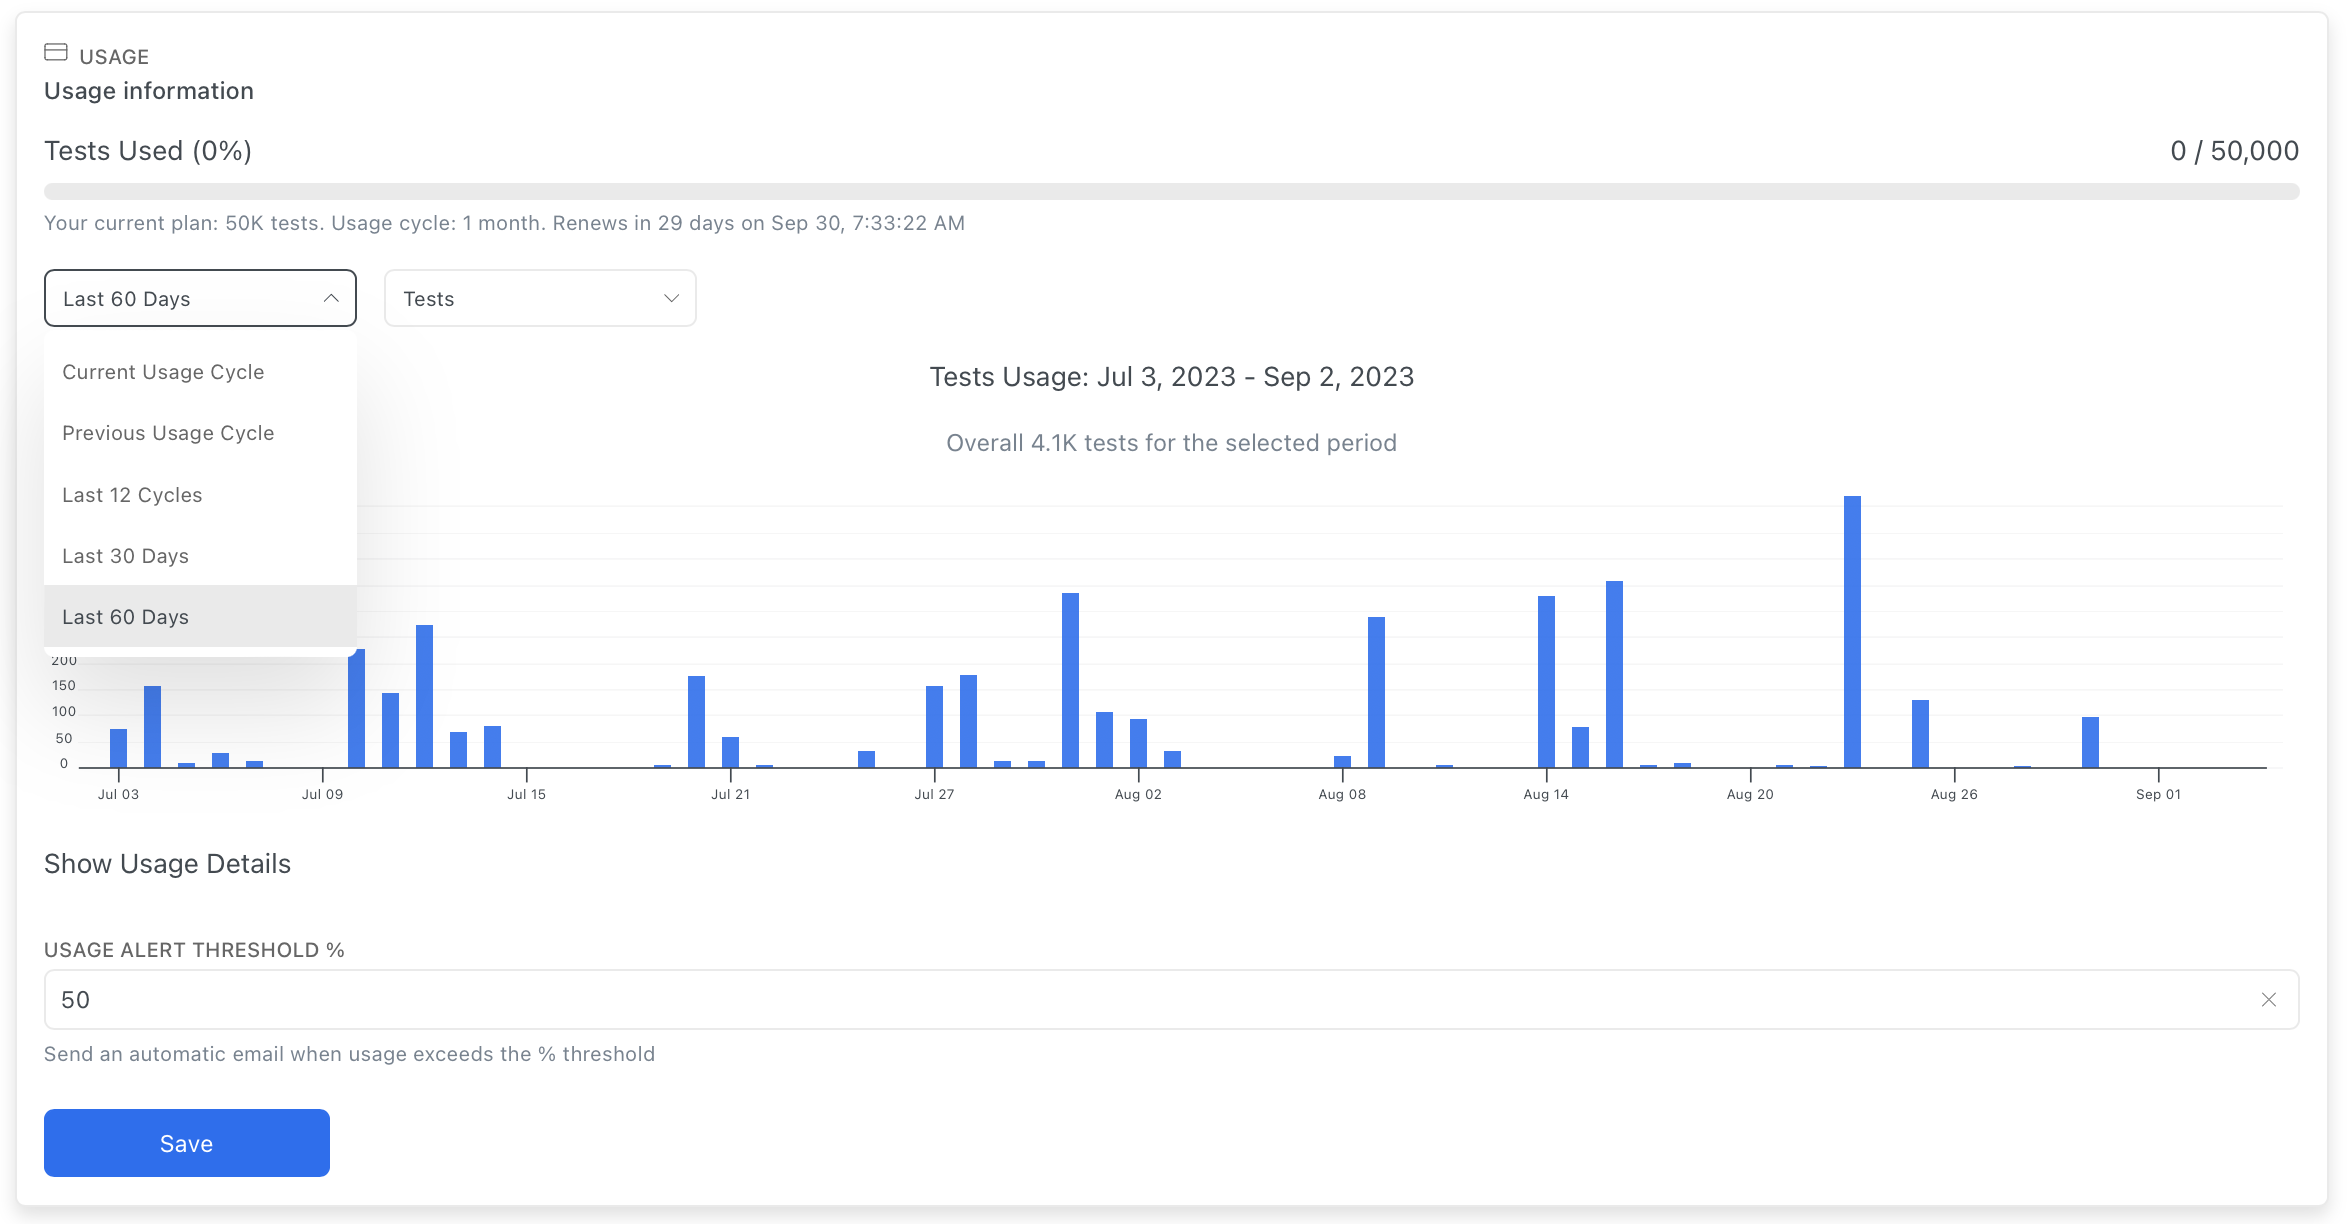 USAGE
Usage information
Tests Used (0%) 0 / 50,000
Your current plan: 50K tests. Usage cycle: 1 month. Renews in 29 days on Sep 30, 7:33:22 AM
Last 60 Days Tests
Current Usage Cycle
Previous Usage Cycle
Last 12 Cycles
Last 30 Days
Last 60 Days
Tests Usage: Jul 3, 2023 - Sep 2, 2023
Overall 4.1K tests for the selected period
200
150
100
50
0
Jul 03 Jul 09 Jul 15 Jul 21 Jul 27 Aug 02 Aug 08 Aug 14 Aug 20 Aug 26 Sep 01
Show Usage Details
USAGE ALERT THRESHOLD %
50
Send an automatic email when usage exceeds the % threshold
Save